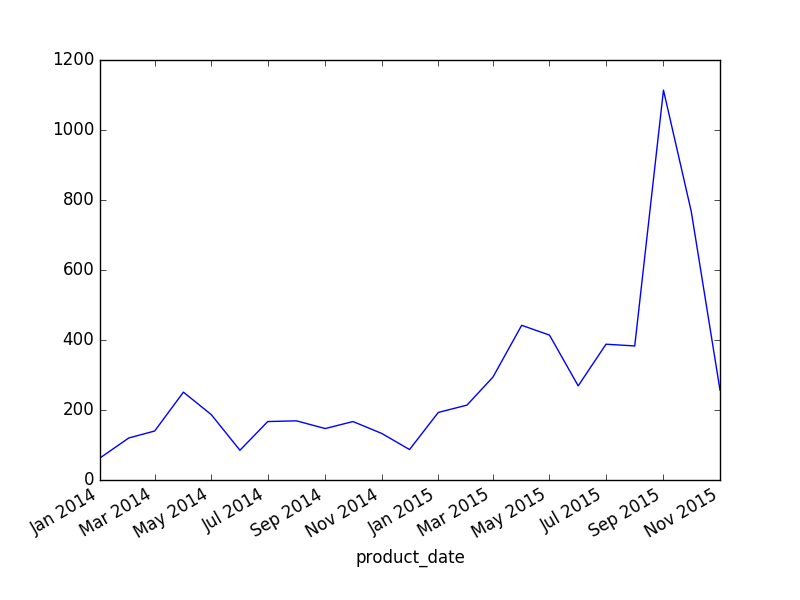 1200
1000
800
600
400
200
0
Jan 2014
Mar 2014
May 2014
Jul 2014
Sep 2014
Nov 2014
Jan 2015
Mar 2015
May 2015
Jul 2015
Sep 2015
Nov 2015
product_date